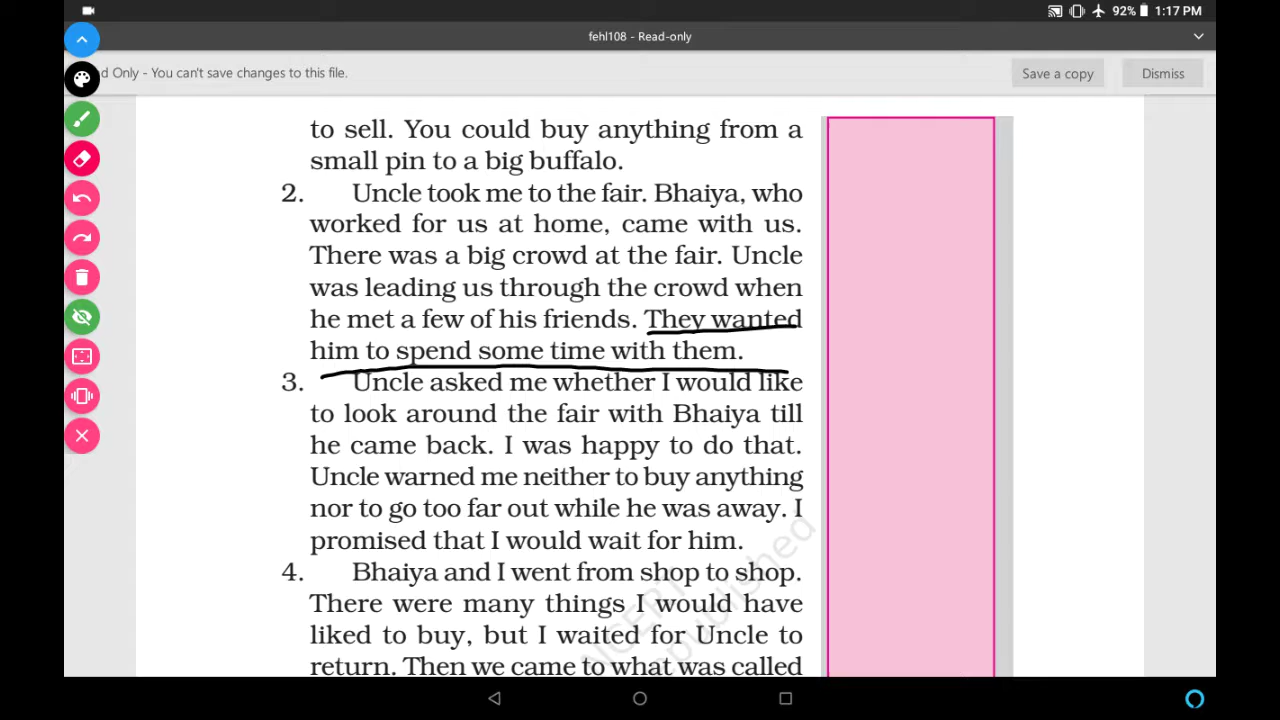 92% 1:17 PM
fehl108 - Read-only
d Only - You can't save changes to this file.
Save a copy
Dismiss
to sell. You could buy anything from a
small pin to a big buffalo.
2. Uncle took me to the fair. Bhaiya, who
worked for us at home, came with us.
There was a big crowd at the fair. Uncle
was leading us through the crowd when
he met a few of his friends. They wanted
him to spend some time with them.
3. Uncle asked me whether I would like
to look around the fair with Bhaiya till
he came back. I was happy to do that.
Uncle warned me neither to buy anything
nor to go too far out while he was away. I
promised that I would wait for him.
4. Bhaiya and I went from shop to shop.
There were many things I would have
liked to buy, but I waited for Uncle to
return. Then we came to what was called